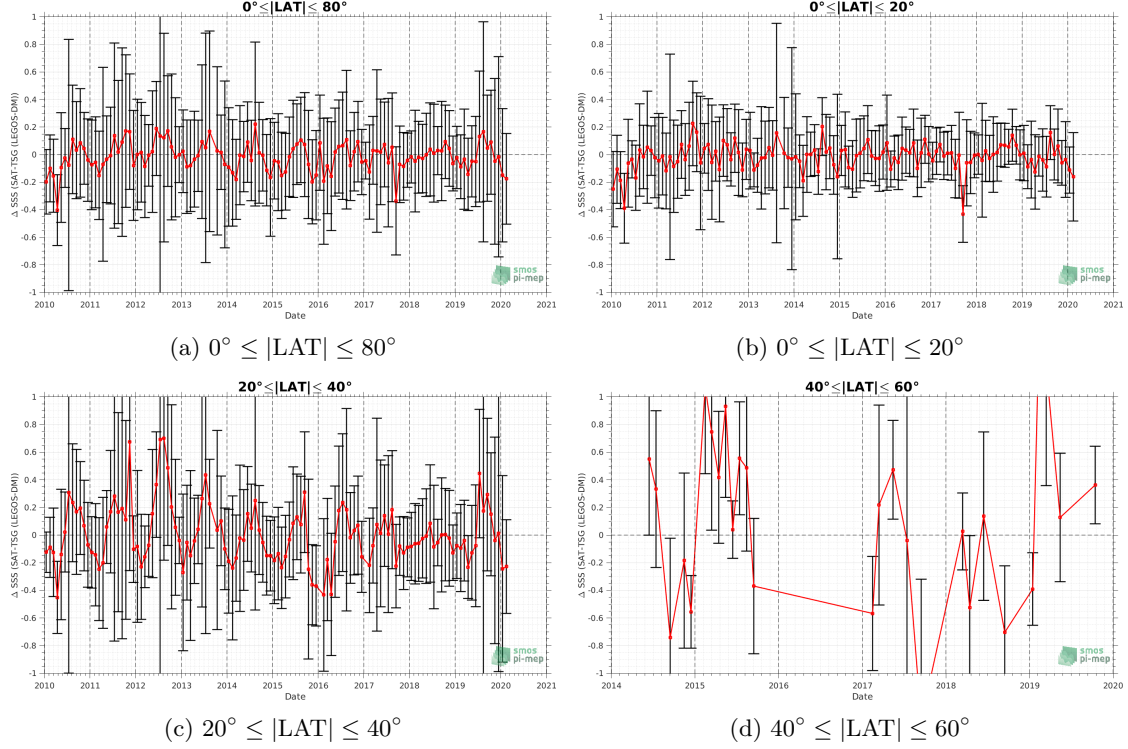 0°≤|LAT|≤ 80°
1
0.8
0.6
0.4
0.2
0
-0.2
-0.4
-0.6
-0.8
-1
Δ SSS (SAT-TSG (LEGOS-DMI))
2010 2011 2012 2013 2014 2015 2016 2017 2018 2019 2020 2021
Date
smos
pi-mep
(a) 0° ≤ |LAT| ≤ 80°
0°≤|LAT|≤ 20°
1
0.8
0.6
0.4
0.2
0
-0.2
-0.4
-0.6
-0.8
-1
Δ SSS (SAT-TSG (LEGOS-DMI))
2010 2011 2012 2013 2014 2015 2016 2017 2018 2019 2020 2021
Date
smos
pi-mep
(b) 0° ≤ |LAT| ≤ 20°
20°≤|LAT|≤ 40°
1
0.8
0.6
0.4
0.2
0
-0.2
-0.4
-0.6
-0.8
-1
Δ SSS (SAT-TSG (LEGOS-DMI))
2010 2011 2012 2013 2014 2015 2016 2017 2018 2019 2020 2021
Date
smos
pi-mep
(c) 20° ≤ |LAT| ≤ 40°
40°≤|LAT|≤ 60°
1
0.8
0.6
0.4
0.2
0
-0.2
-0.4
-0.6
-0.8
-1
Δ SSS (SAT-TSG (LEGOS-DMI))
2014 2015 2016 2017 2018 2019 2020
Date
smos
pi-mep
(d) 40° ≤ |LAT| ≤ 60°